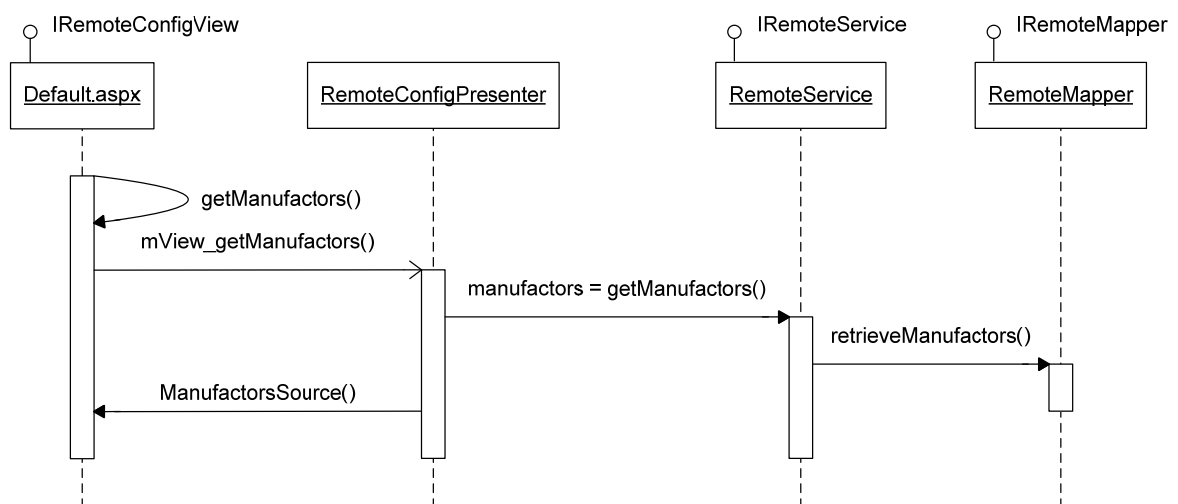 IRemoteConfigView
IRemoteService
IRemoteMapper
Default.aspx
RemoteConfigPresenter
RemoteService
RemoteMapper
getManufactors()
mView_getManufactors()
manufactors = getManufactors()
retrieveManufactors()
ManufactorsSource()